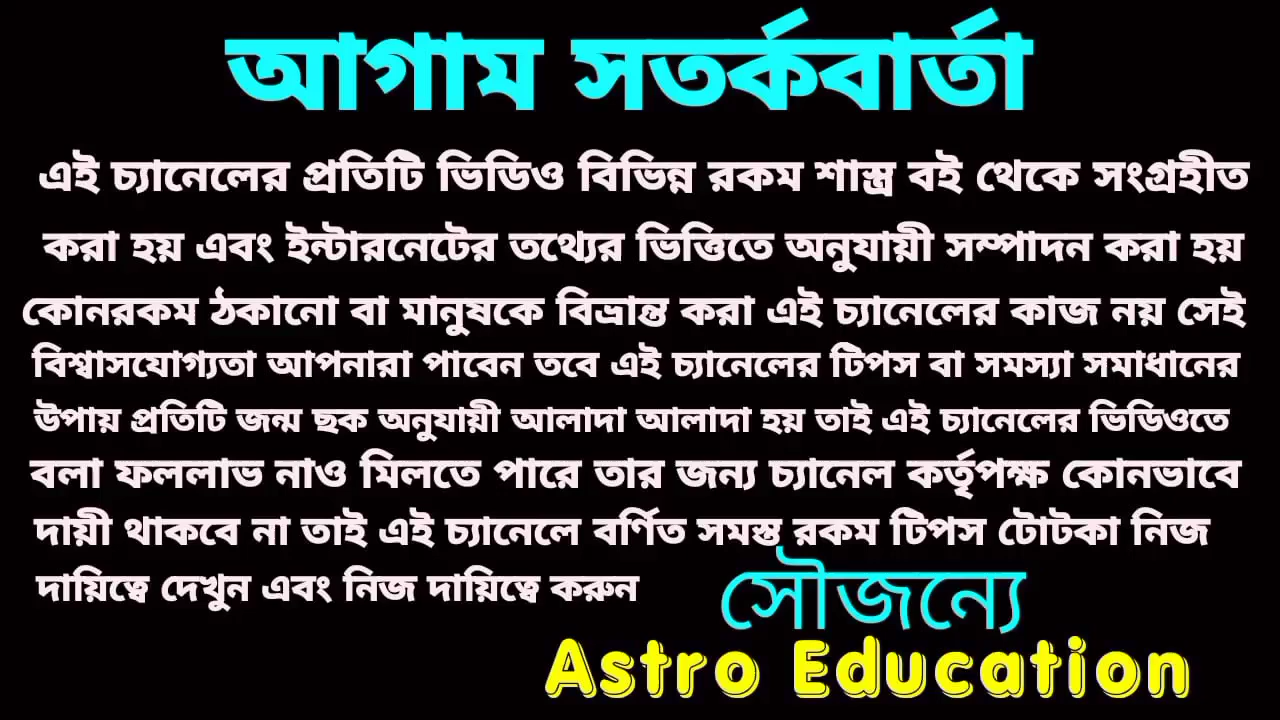 আগাম সতর্কবার্তা
এই চ্যানেলের প্রতিটি ভিডিও বিভিন্ন রকম শাস্ত্র বই থেকে সংগ্রহীত
করা হয় এবং ইন্টারনেটের তথ্যের ভিত্তিতে অনুযায়ী সম্পাদন করা হয়
কোনরকম ঠকানো বা মানুষকে বিভ্রান্ত করা এই চ্যানেলের কাজ নয় সেই
বিশ্বাসযোগ্যতা আপনারা পাবেন তবে এই চ্যানেলের টিপস বা সমস্যা সমাধানের
উপায় প্রতিটি জন্ম ছক অনুযায়ী আলাদা আলাদা হয় তাই এই চ্যানেলের ভিডিওতে
বলা ফললাভ নাও মিলতে পারে তার জন্য চ্যানেল কর্তৃপক্ষ কোনভাবে
দায়ী থাকবে না তাই এই চ্যানেলে বর্ণিত সমস্ত রকম টিপস টোটকা নিজ
দায়িত্বে দেখুন এবং নিজ দায়িত্বে করুন
সৌজন্যে
Astro Education